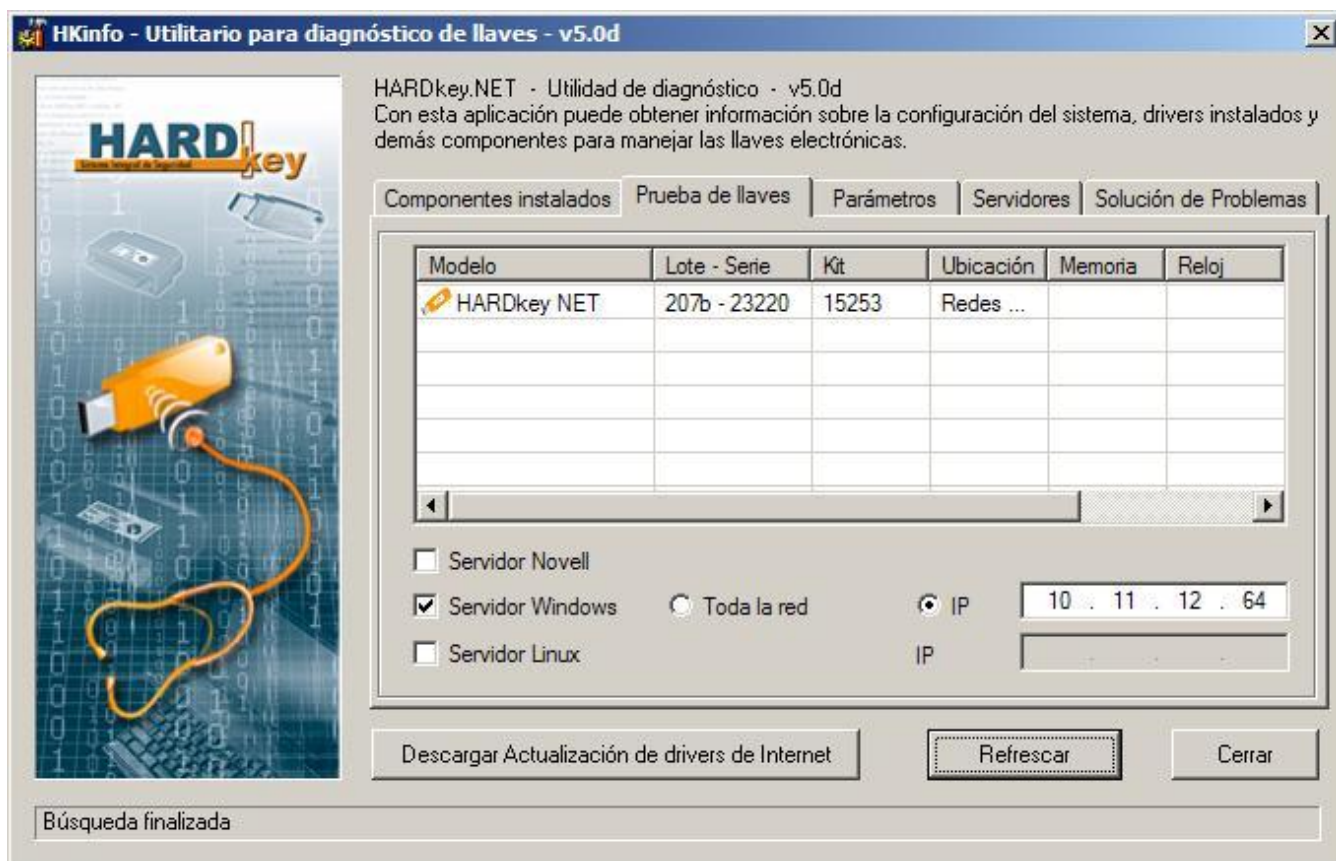 HKinfo - Utilitario para diagnóstico de llaves - v5.0d
HARDkey
Sistema Integral de Seguridad
HARDkey.NET - Utilidad de diagnóstico - v5.0d
Con esta aplicación puede obtener información sobre la configuración del sistema, drivers instalados y
demás componentes para manejar las llaves electrónicas.
Componentes instalados Prueba de llaves Parámetros Servidores Solución de Problemas
Modelo Lote - Serie Kit Ubicación Memoria Reloj
HARDkey NET 207b - 23220 15253 Redes ...
Servidor Novell
Servidor Windows Toda la red IP 10 . 11 . 12 . 64
Servidor Linux IP . . .
Descargar Actualización de drivers de Internet Refrescar Cerrar
Búsqueda finalizada